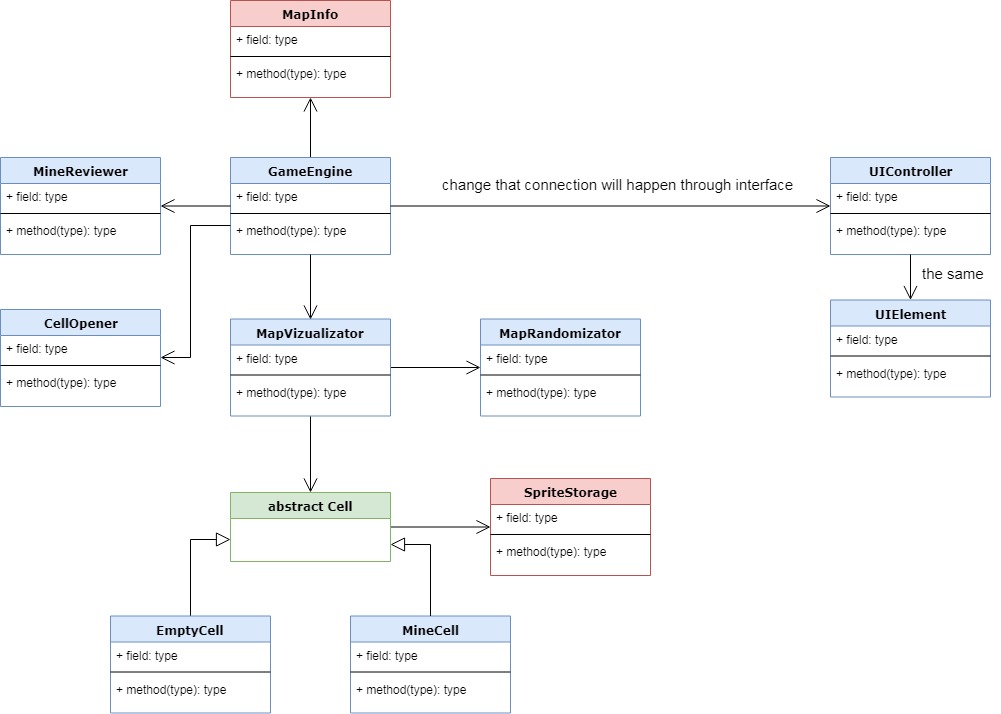 MapInfo
+ field: type
+ method(type): type
MineReviewer
+ field: type
+ method(type): type
GameEngine
+ field: type
+ method(type): type
change that connection will happen through interface
UIController
+ field: type
+ method(type): type
the same
CellOpener
+ field: type
+ method(type): type
MapVizualizator
+ field: type
+ method(type): type
MapRandomizator
+ field: type
+ method(type): type
UIElement
+ field: type
+ method(type): type
abstract Cell
SpriteStorage
+ field: type
+ method(type): type
EmptyCell
+ field: type
+ method(type): type
MineCell
+ field: type
+ method(type): type